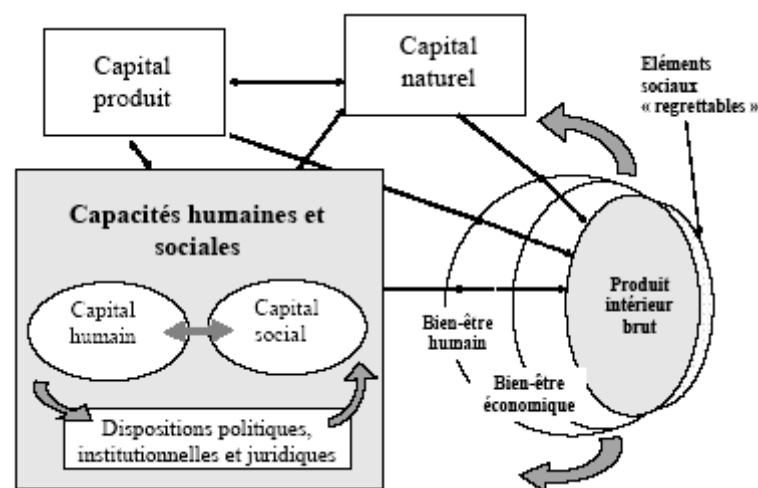 Capital
produit
Capital
naturel
Eléments
sociaux
« regrettables »
Capacités humaines et
sociales
Capital
humain
Capital
social
Dispositions politiques,
institutionnelles et juridiques
Bien-être
humain
Bien-être
économique
Produit
intérieur
brut